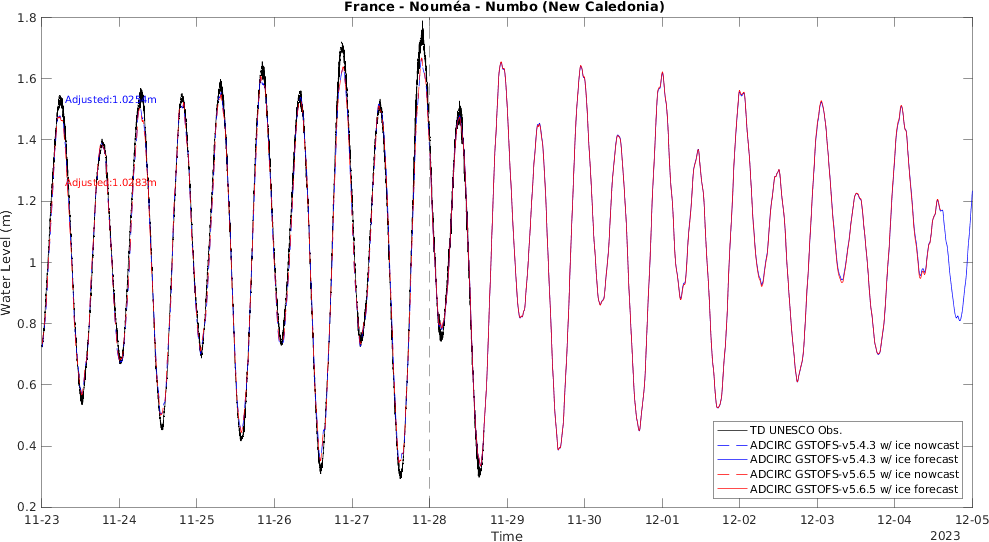 France - Nouméa - Numbo (New Caledonia)
Water Level (m)
1.8
1.6
1.4
1.2
1
0.8
0.6
0.4
0.2
Adjusted:1.0254m
Adjusted:1.0283m
TD UNESCO Obs.
ADCIRC GSTOFS-v5.4.3 w/ ice nowcast
ADCIRC GSTOFS-v5.4.3 w/ ice forecast
ADCIRC GSTOFS-v5.6.5 w/ ice nowcast
ADCIRC GSTOFS-v5.6.5 w/ ice forecast
11-23 11-24 11-25 11-26 11-27 11-28 11-29 11-30 12-01 12-02 12-03 12-04 12-05
Time
2023